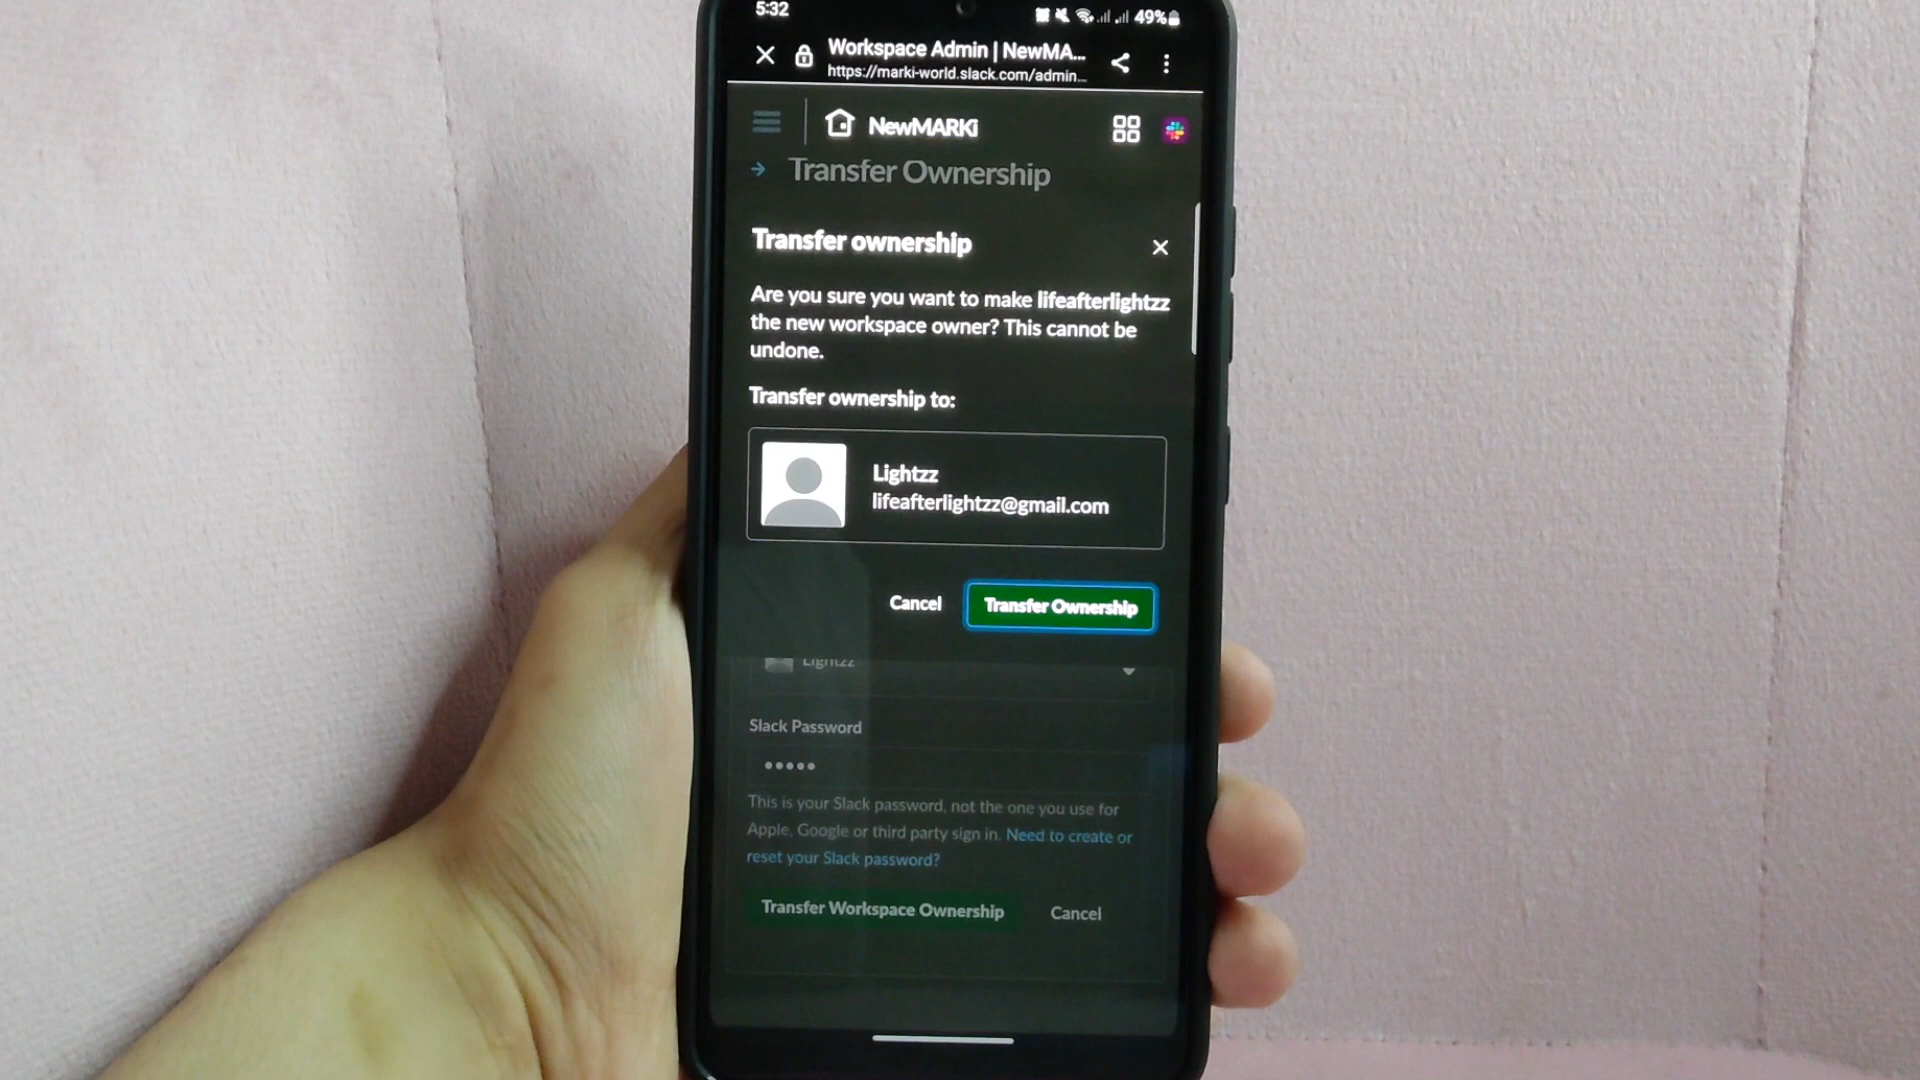 5:32
49%
Workspace Admin | NewMA...
https://marki-world.slack.com/admin...
NewMARKi
Transfer Ownership
Transfer ownership
Are you sure you want to make lifeafterlightzz
the new workspace owner? This cannot be
undone.
Transfer ownership to:
Lightzz
lifeafterlightzz@gmail.com
Cancel
Transfer Ownership
Lightzz
Slack Password
•••••
This is your Slack password, not the one you use for
Apple, Google or third party sign in. Need to create or
reset your Slack password?
Transfer Workspace Ownership
Cancel